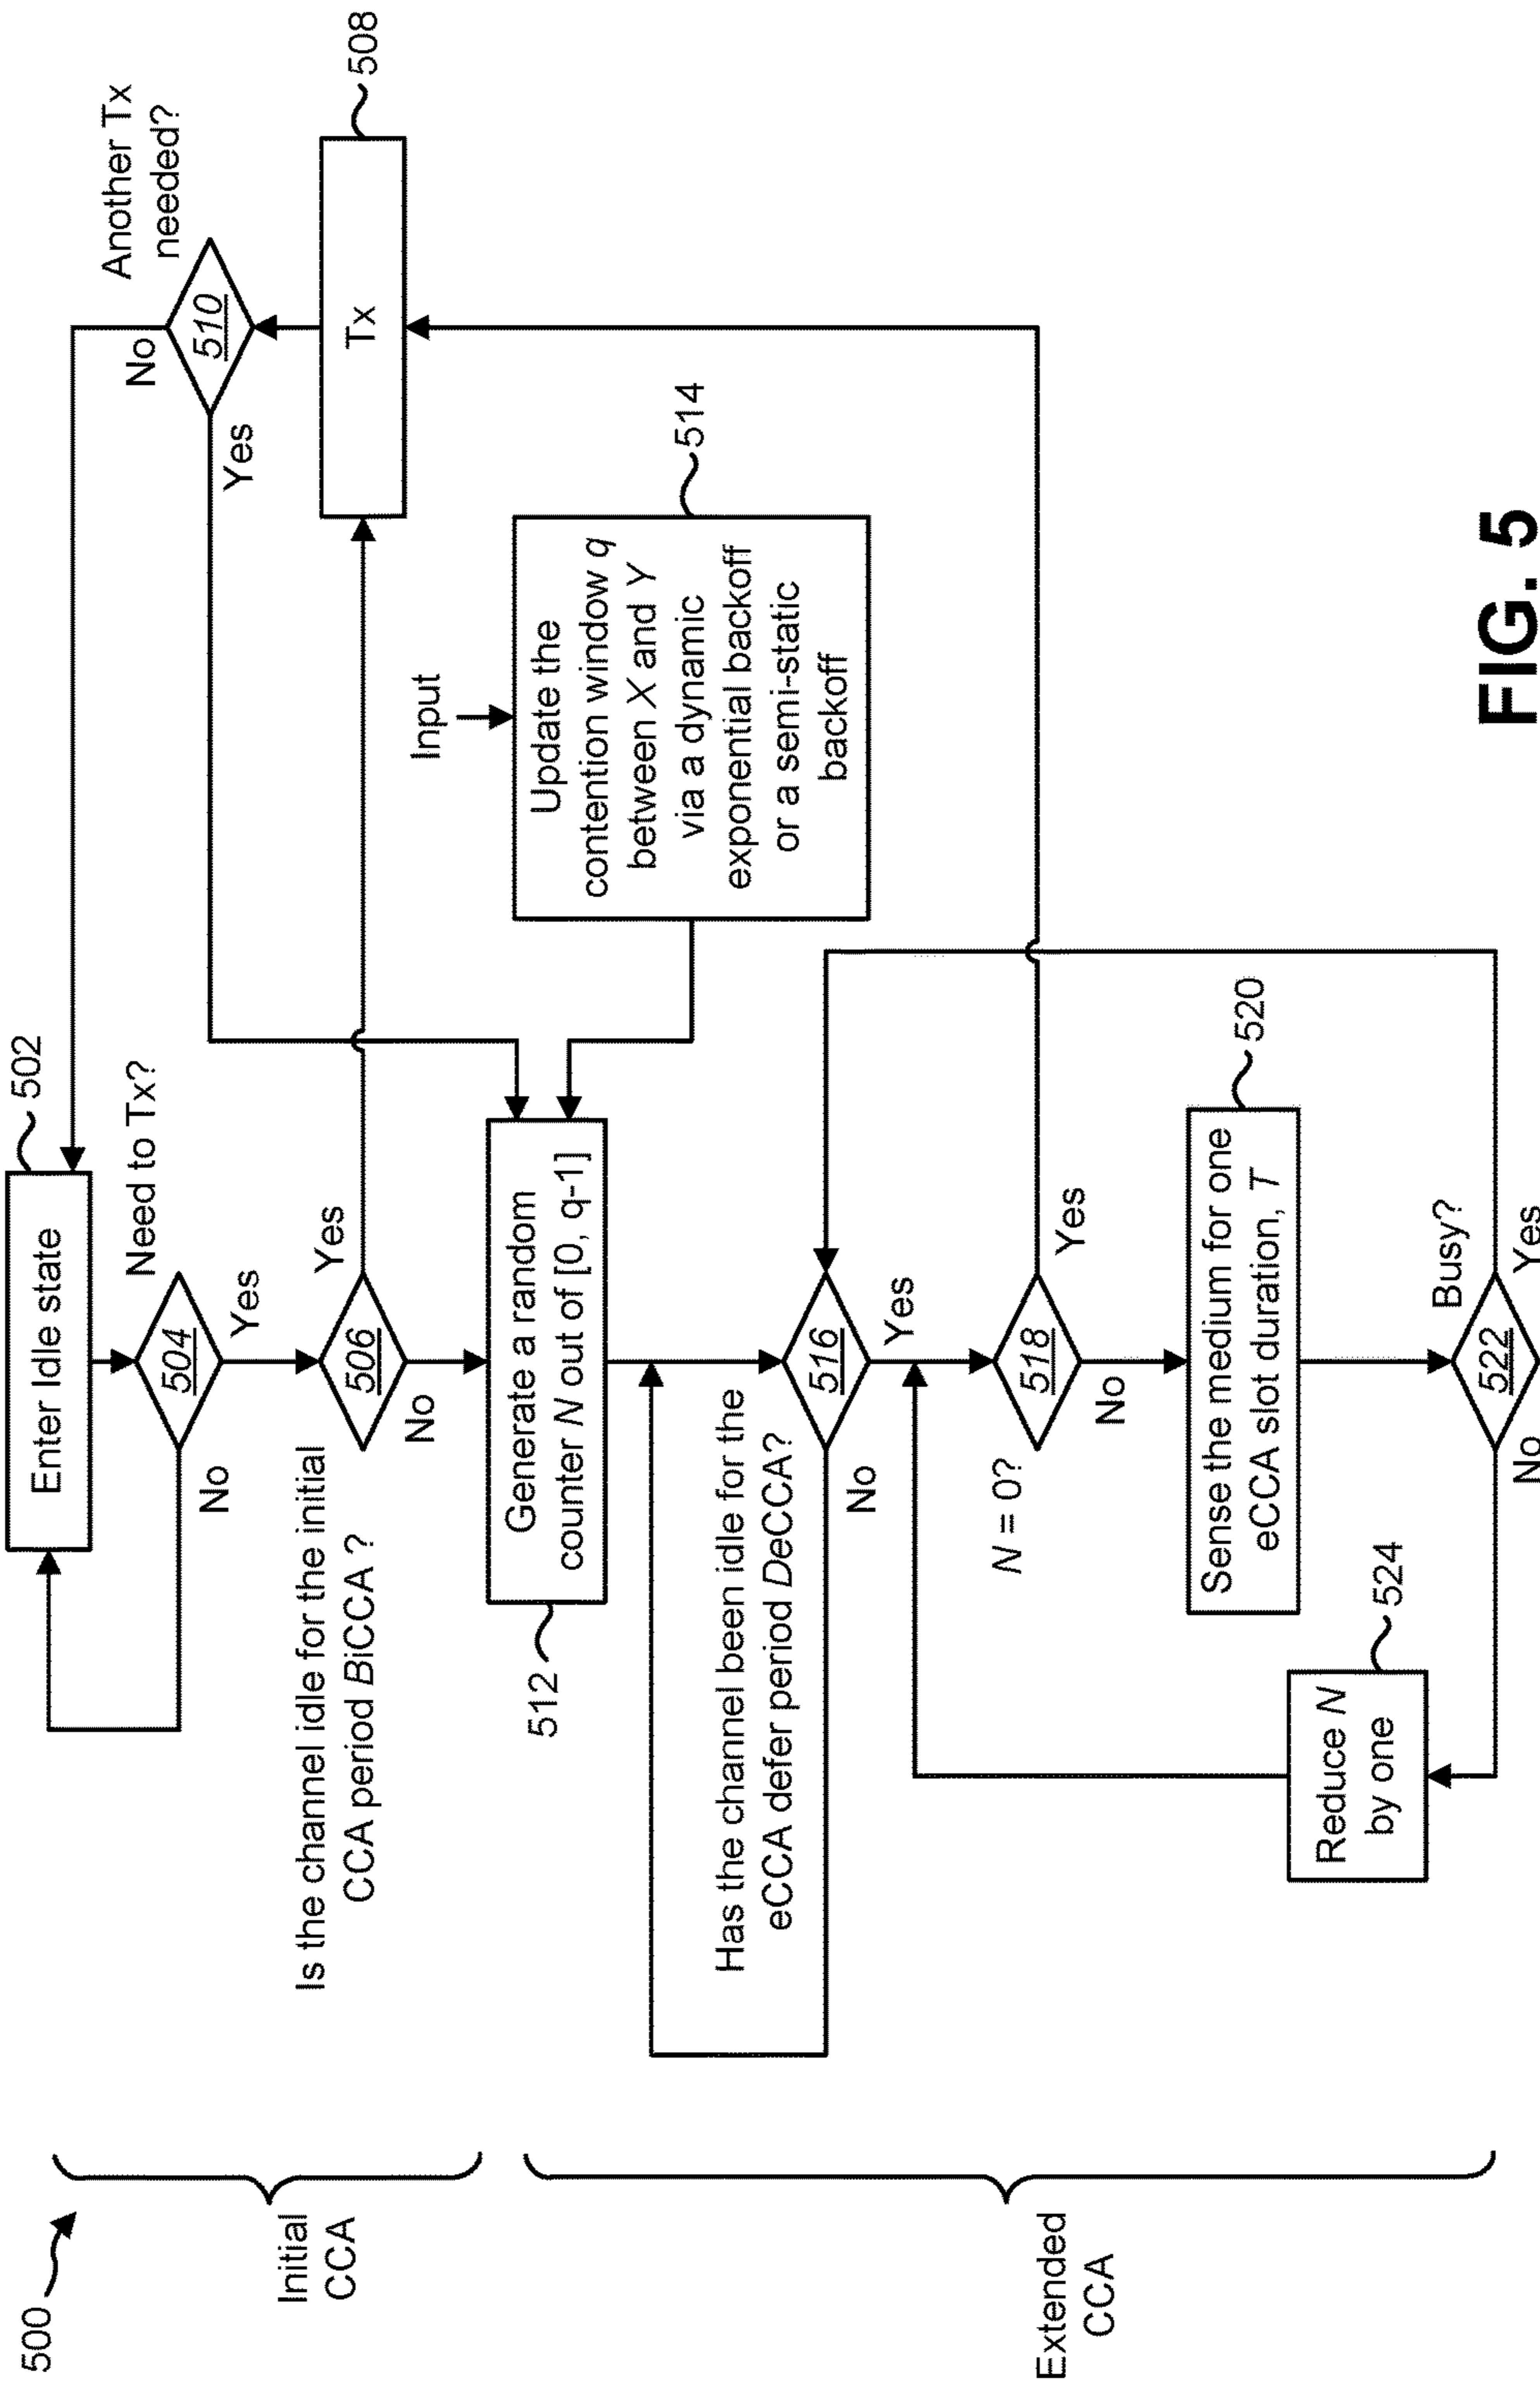 500
Initial
CCA
Extended
CCA
Enter Idle state
502
Need to Tx?
504
No
Yes
Is the channel idle for the initial
CCA period BiCCA ?
506
Yes
No
Tx
508
Another Tx
needed?
510
No
Yes
Generate a random
counter N out of [0, q-1]
512
Input
Update the
contention window q
between X and Y
via a dynamic
exponential backoff
or a semi-static
backoff
514
Has the channel been idle for the
eCCA defer period DeCCA?
516
No
Yes
N = 0?
518
Yes
No
Sense the medium for one
eCCA slot duration, T
520
Busy?
522
No
Yes
Reduce N
by one
524
FIG. 5